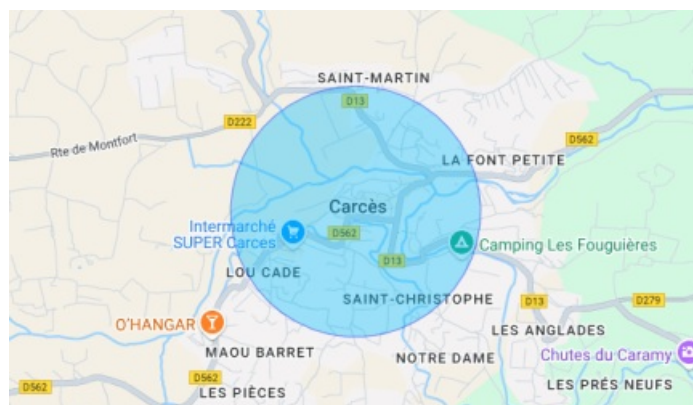 SAINT-MARTIN
D13
D222
D562
Rte de Montfort
LA FONT PETITE
Carcès
Intermarché
SUPER Carces
D562
Camping Les Fouguières
D13
LOU CADE
SAINT-CHRISTOPHE
D13
D279
O'HANGAR
LES ANGLADES
MAOU BARRET
NOTRE DAME
Chutes du Caramy
D562
D562
LES PIÈCES
LES PRÉS NEUFS